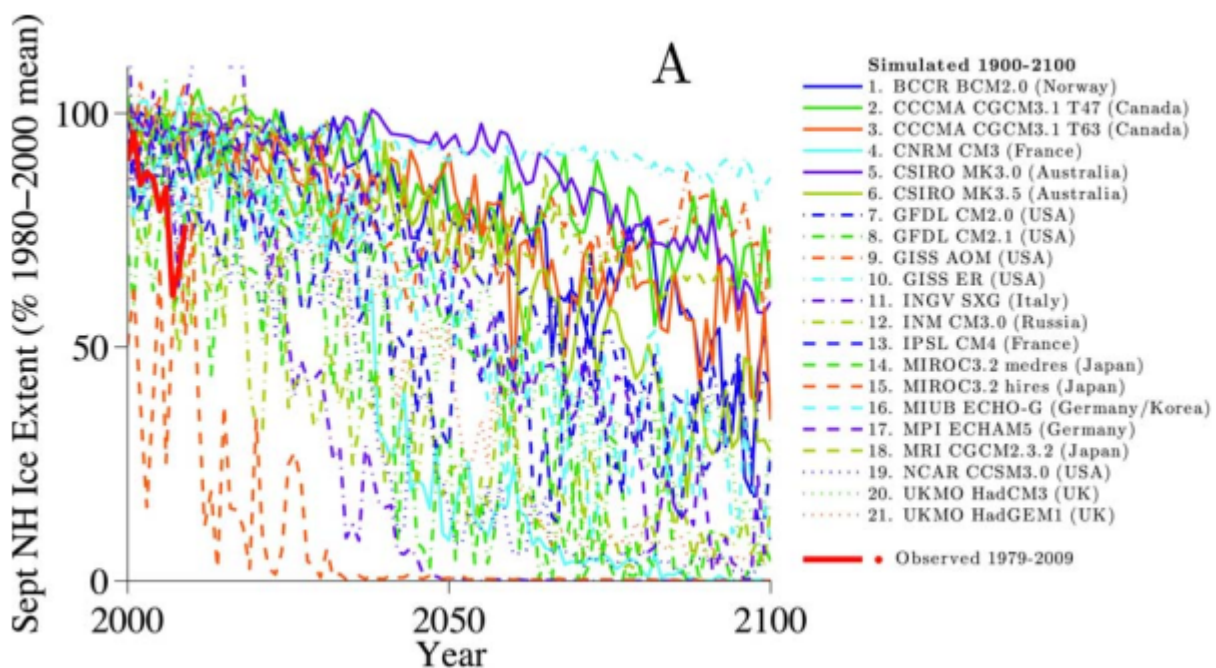 A
Sept NH Ice Extent (% 1980–2000 mean)
100
50
0
2000
2050
2100
Year
Simulated 1900-2100
1. BCCR BCM2.0 (Norway)
2. CCCMA CGCM3.1 T47 (Canada)
3. CCCMA CGCM3.1 T63 (Canada)
4. CNRM CM3 (France)
5. CSIRO MK3.0 (Australia)
6. CSIRO MK3.5 (Australia)
7. GFDL CM2.0 (USA)
8. GFDL CM2.1 (USA)
9. GISS AOM (USA)
10. GISS ER (USA)
11. INGV SXG (Italy)
12. INM CM3.0 (Russia)
13. IPSL CM4 (France)
14. MIROC3.2 medres (Japan)
15. MIROC3.2 hires (Japan)
16. MIUB ECHO-G (Germany/Korea)
17. MPI ECHAM5 (Germany)
18. MRI CGCM2.3.2 (Japan)
19. NCAR CCSM3.0 (USA)
20. UKMO HadCM3 (UK)
21. UKMO HadGEM1 (UK)
Observed 1979-2009